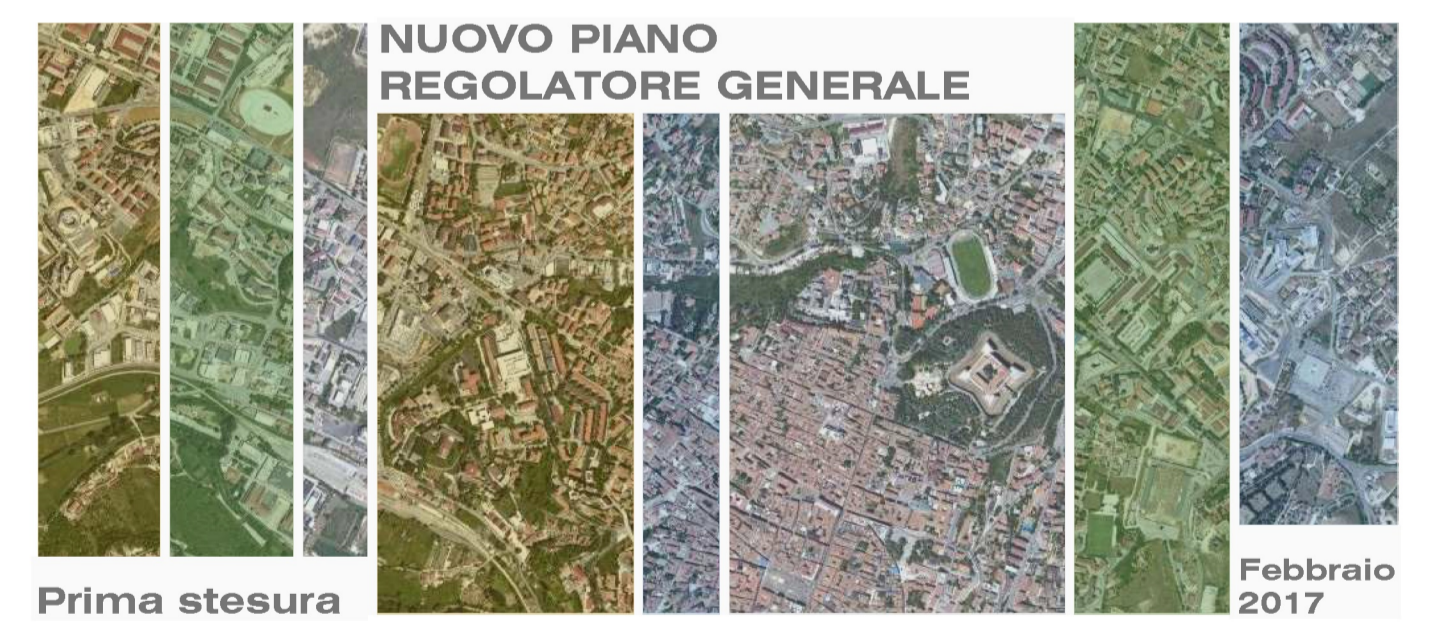 NUOVO PIANO
REGOLATORE GENERALE
Prima stesura
Febbraio
2017